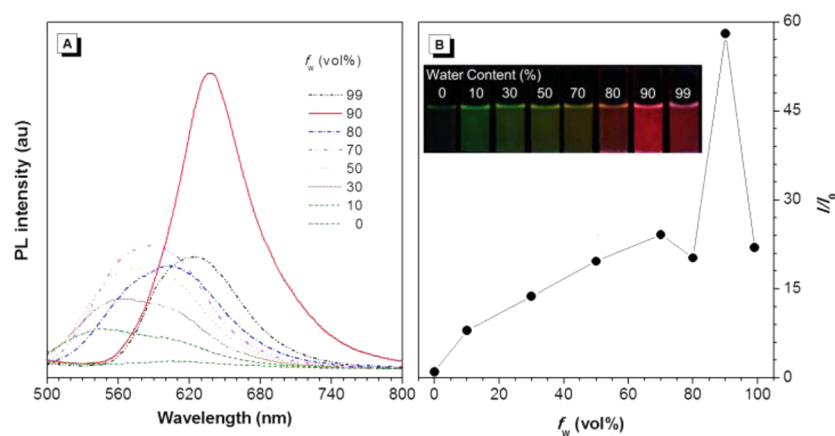 A
f_w (vol%)
99
90
80
70
50
30
10
0
PL intensity (au)
500 560 620 680 740 800
Wavelength (nm)
B
Water Content (%)
0 10 30 50 70 80 90 99
60
45
30
15
0
I/I_0
0 20 40 60 80 100
f_w (vol%)